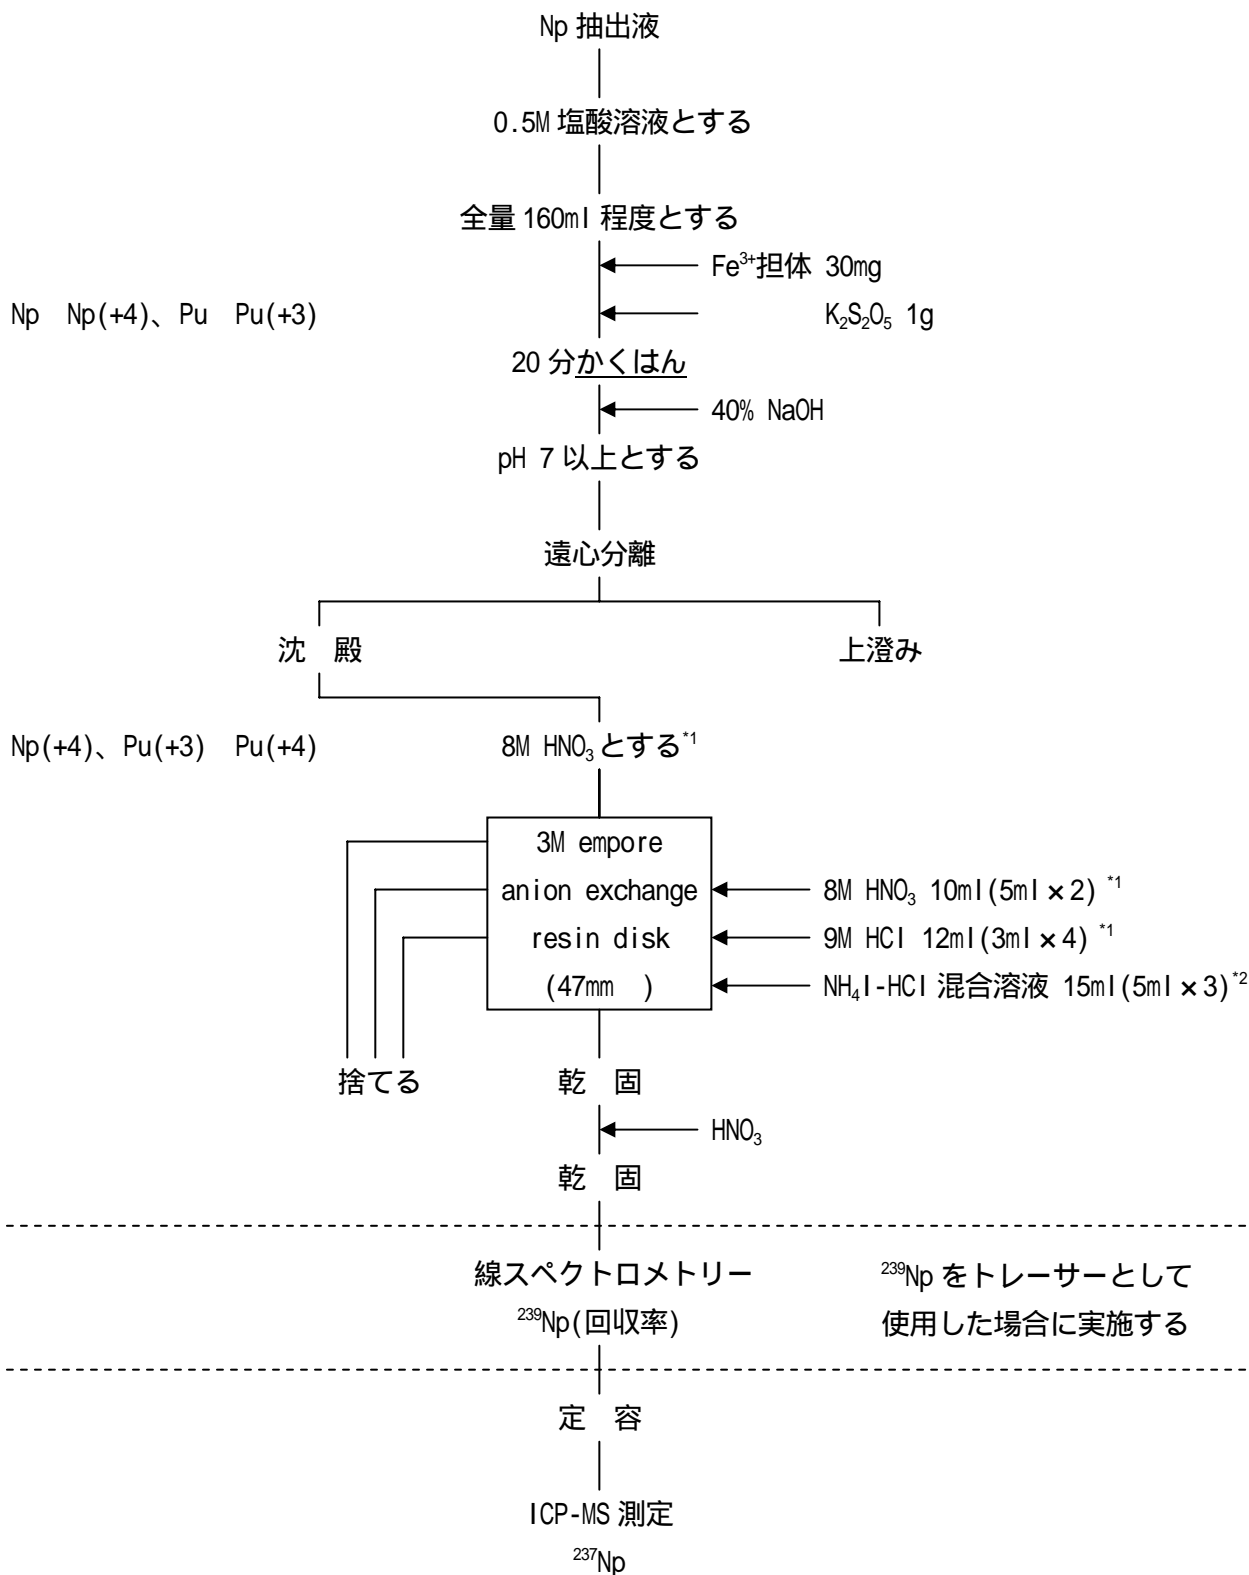 Np 抽出液
0.5M 塩酸溶液とする
全量 160ml 程度とする
Fe³⁺担体 30mg
Np Np(+4)、Pu Pu(+3)
K₂S₂O₅ 1g
20 分かくはん
40% NaOH
pH 7 以上とする
遠心分離
沈 殿
上澄み
Np(+4)、Pu(+3) Pu(+4)
8M HNO₃とする*1
3M empore
anion exchange
resin disk
(47mm )
8M HNO₃ 10ml(5ml×2) *1
9M HCl 12ml(3ml×4) *1
NH₄I-HCl 混合溶液 15ml(5ml×3)*2
捨てる
乾 固
HNO₃
乾 固
線スペクトロメトリー
²³⁹Np(回収率)
²³⁹Np をトレーサーとして
使用した場合に実施する
定 容
ICP-MS 測定
²³⁷Np